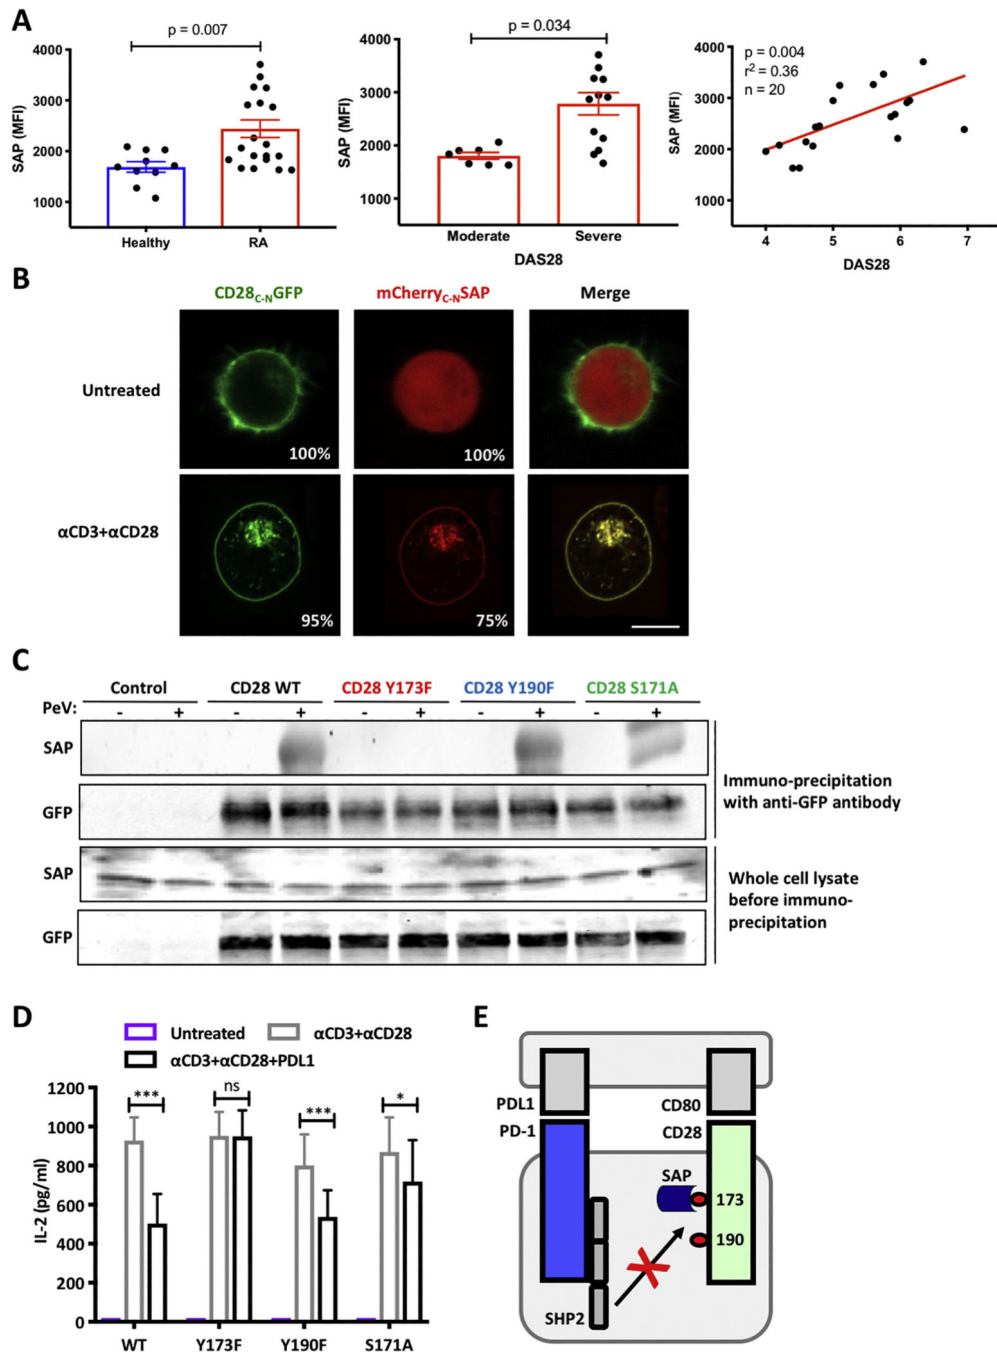 A
p = 0.007
4000
3000
2000
1000
SAP (MFI)
Healthy
RA
p = 0.034
4000
3000
2000
1000
SAP (MFI)
Moderate
Severe
DAS28
4000
3000
2000
1000
SAP (MFI)
p = 0.004
r² = 0.36
n = 20
4
5
6
7
DAS28
B
CD28C-NGFP
mCherryC-NSAP
Merge
Untreated
100%
100%
αCD3+αCD28
95%
75%
C
Control
CD28 WT
CD28 Y173F
CD28 Y190F
CD28 S171A
PeV: - + - + - + - + - +
SAP
GFP
Immuno-precipitation
with anti-GFP antibody
SAP
GFP
Whole cell lysate
before immuno-
precipitation
D
Untreated
αCD3+αCD28
αCD3+αCD28+PDL1
1200
1000
800
600
400
200
0
IL-2 (pg/ml)
***
ns
***
*
WT
Y173F
Y190F
S171A
E
PDL1
CD80
PD-1
CD28
SAP
173
190
SHP2